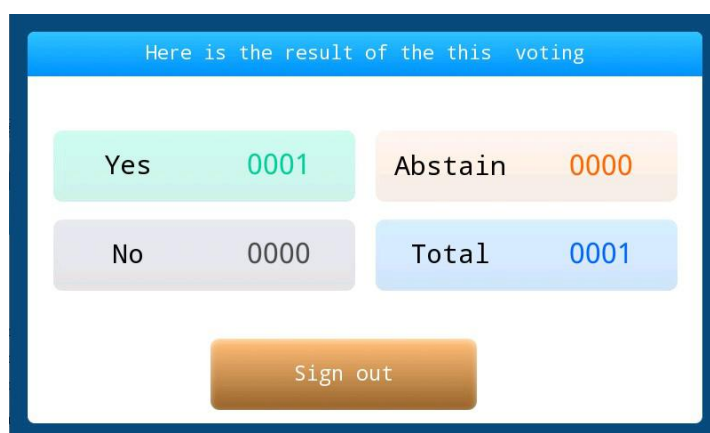 Here is the result of the this voting
Yes 0001 Abstain 0000
No 0000 Total 0001
Sign out